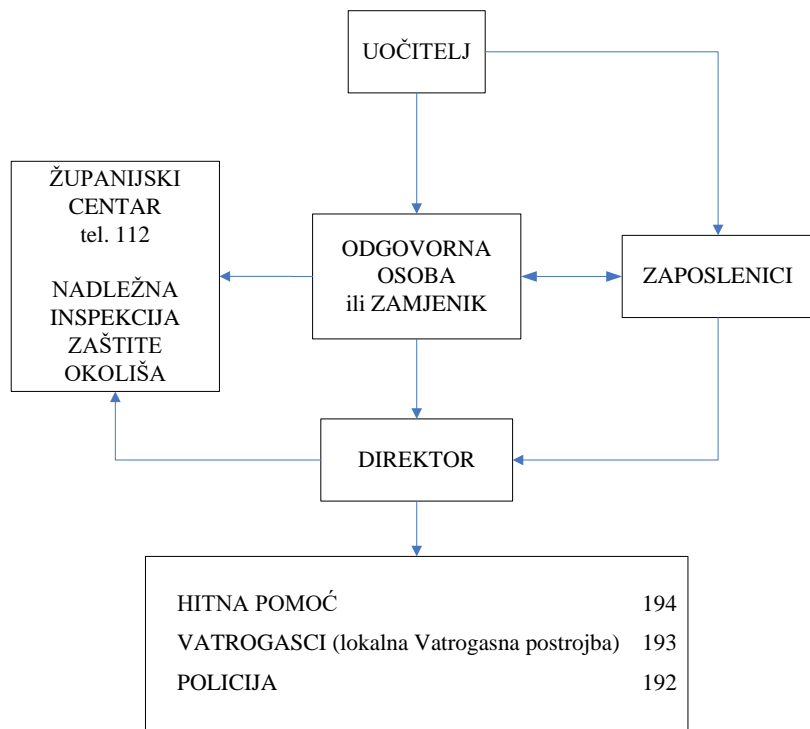 UOČITELJ
ŽUPANIJSKI
CENTAR
tel. 112
NADLEŽNA
INSPEKCIJA
ZAŠTITE
OKOLIŠA
ODGOVORNA
OSOBA
ili ZAMJENIK
ZAPOSLENICI
DIREKTOR
HITNA POMOĆ 194
VATROGASCI (lokalna Vatrogasna postrojba) 193
POLICIJA 192